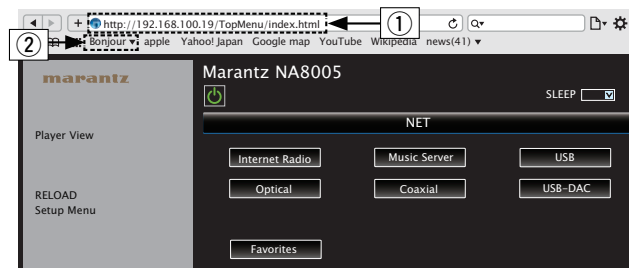 http://192.168.100.19/TopMenu/index.html
①
②
Bonjour ▾ apple Yahoo! Japan Google map YouTube Wikipedia news(41) ▾
marantz
Marantz NA8005
SLEEP
NET
Player View
Internet Radio Music Server USB
Optical Coaxial USB-DAC
RELOAD
Setup Menu
Favorites